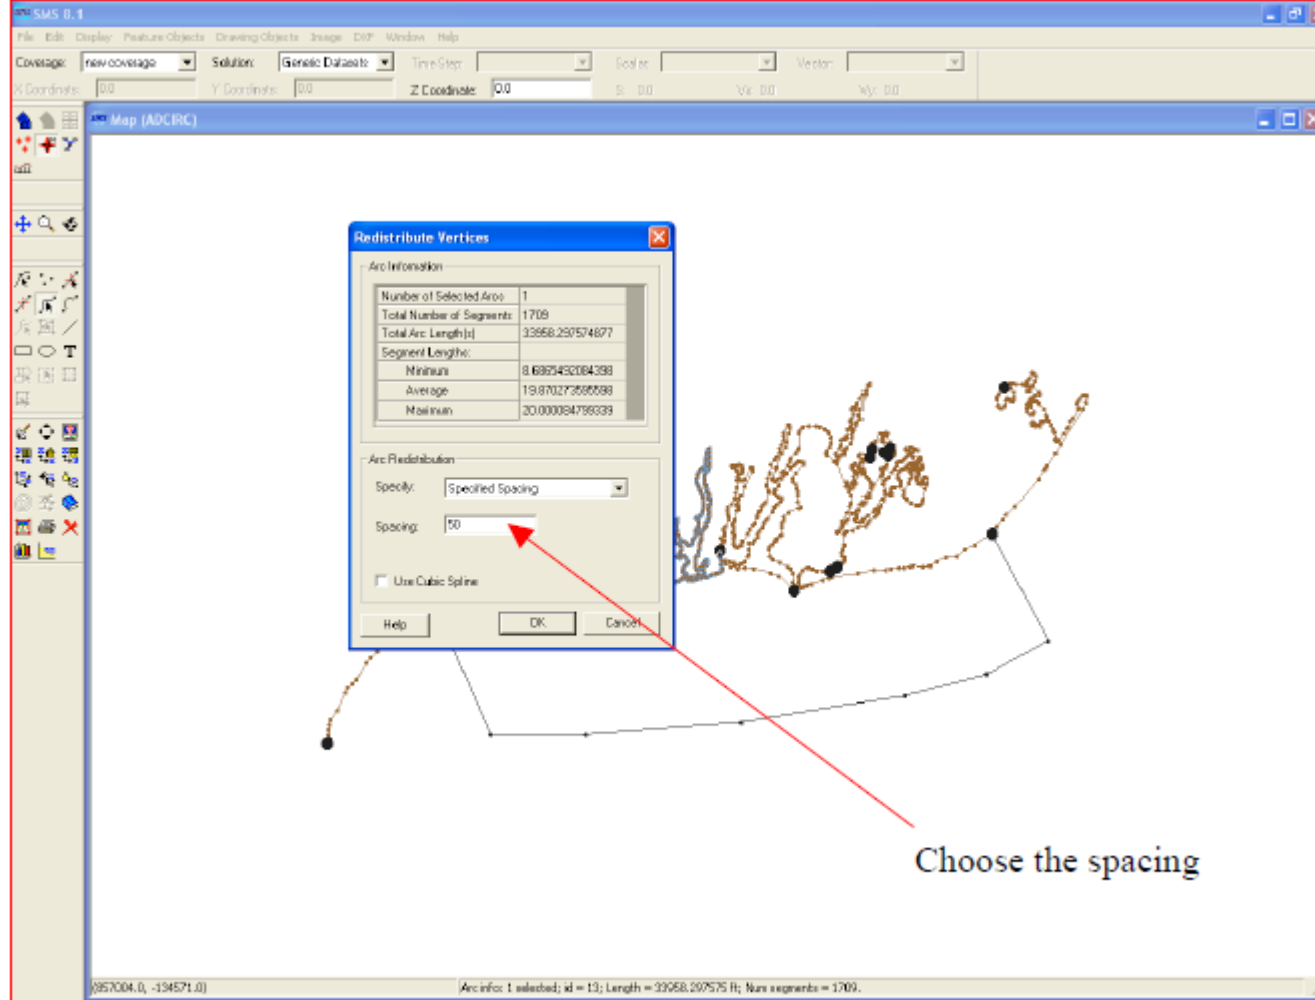 SMS 8.1
File Edit Display Feature Objects Drawing Objects Image DXF Window Help
Coverage: new coverage Solution: Generic Datasets Time Step: Scalar: Vector:
X Coordinate: 0.0 Y Coordinate: 0.0 Z Coordinate: 0.0 S: 0.0 Vx: 0.0 Vy: 0.0
Map (ADCIRC)
Redistribute Vertices
Arc Information
Number of Selected Arcs 1
Total Number of Segments 1709
Total Arc Length(s) 33958.297574877
Segment Lengths:
Minimum 8.6865492084398
Average 19.870273595598
Maximum 20.000084799339
Arc Redistribution
Specify: Specified Spacing
Spacing: 50
Use Cubic Spline
Help OK Cancel
Choose the spacing
(857004.0, -134571.0) Arc info: 1 selected; id = 13; Length = 33958.297575 ft; Num segments = 1709.